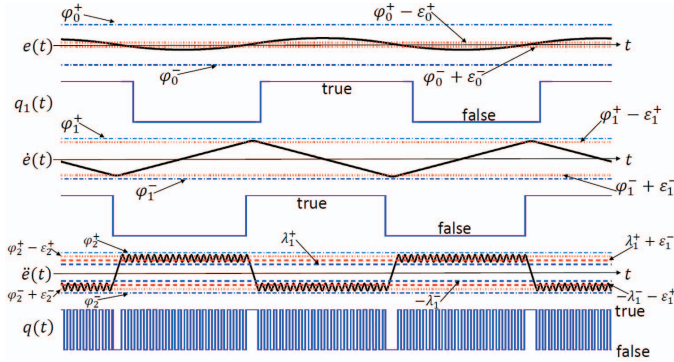 φ₀⁺ φ₀⁺ − ε₀⁺
e(t) t
φ₀⁻ φ₀⁻ + ε₀⁻
q₁(t) true
false
φ₁⁺ φ₁⁺ − ε₁⁺
ė(t) t
φ₁⁻ φ₁⁻ + ε₁⁻
true
false
φ₂⁺ − ε₂⁺ φ₂⁺ λ₁⁺ λ₁⁺ + ε₁⁻
ë(t) t
φ₂⁻ + ε₂⁻ φ₂⁻ −λ₁⁻ −λ₁⁻ − ε₁⁺
q(t) true
false